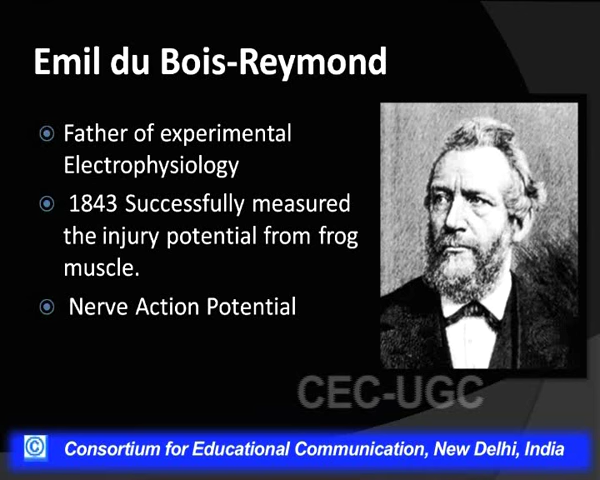 Emil du Bois-Reymond
Father of experimental
Electrophysiology
1843 Successfully measured
the injury potential from frog
muscle.
Nerve Action Potential
CEC-UGC
© Consortium for Educational Communication, New Delhi, India